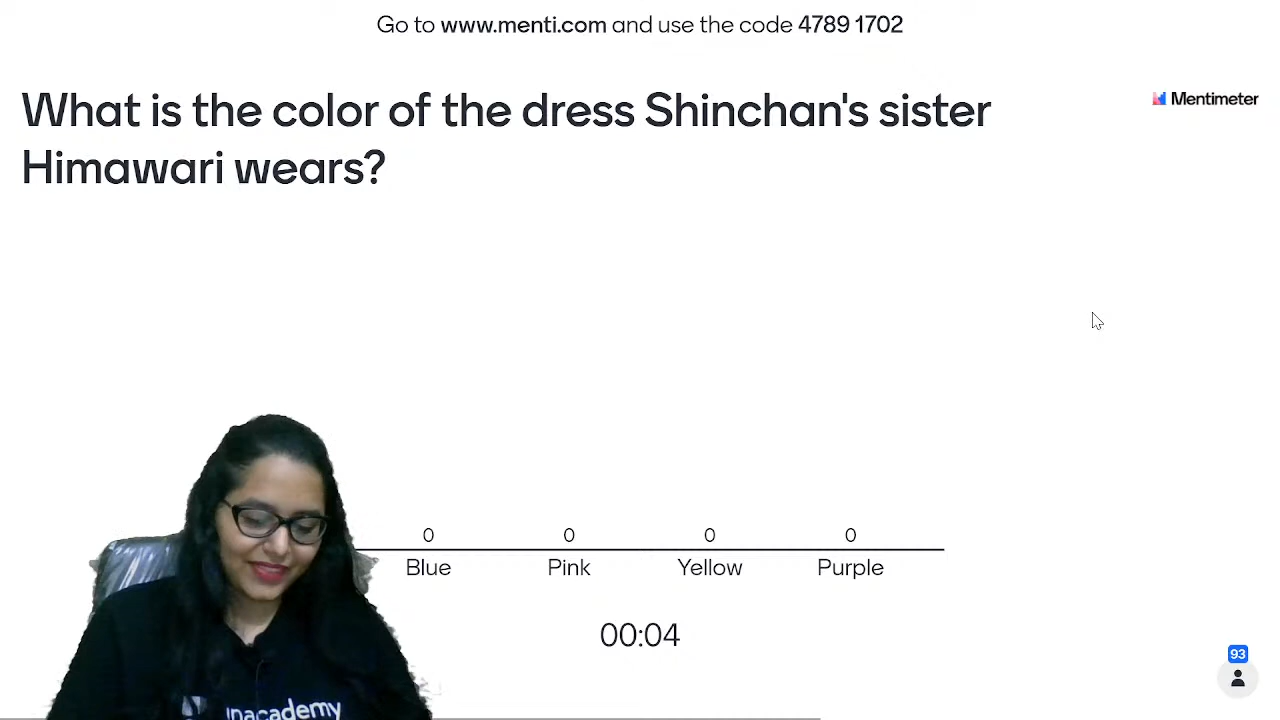 Go to www.menti.com and use the code 4789 1702
What is the color of the dress Shinchan's sister
Himawari wears?
Mentimeter
0 0 0 0
Blue Pink Yellow Purple
00:04
93
unacademy